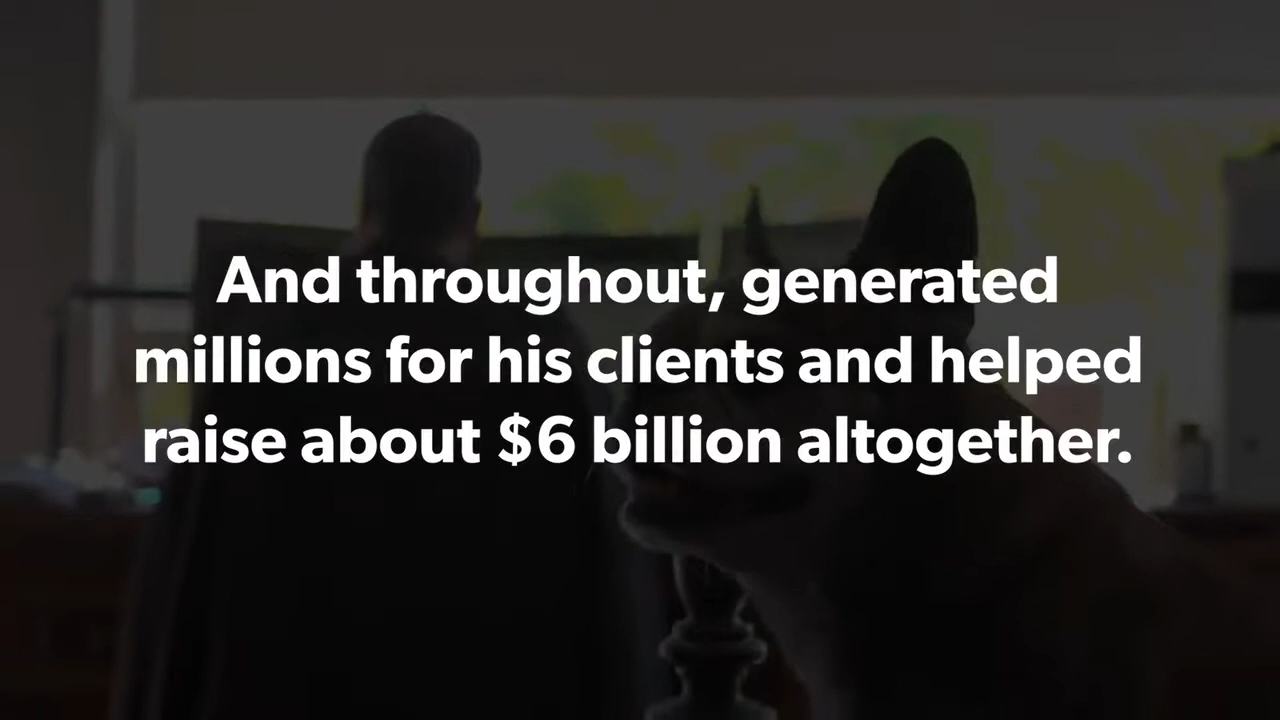 And throughout, generated
millions for his clients and helped
raise about $6 billion altogether.